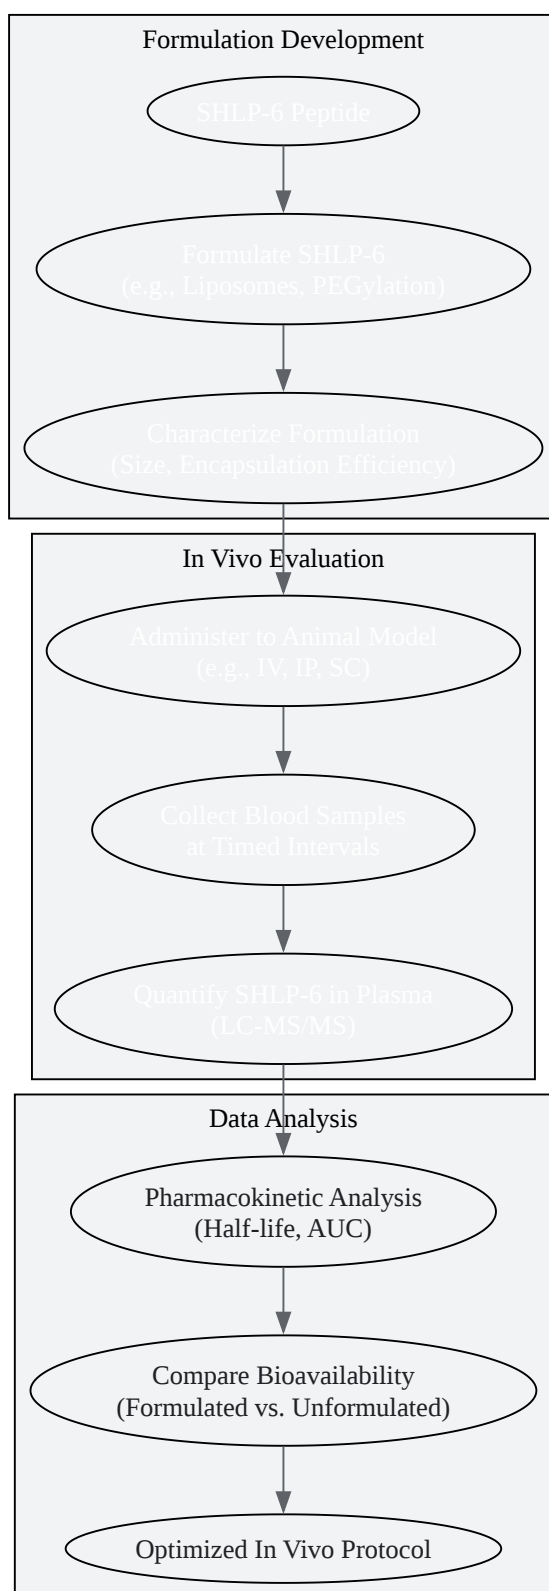 Formulation Development
SHLP-6 Peptide
Formulate SHLP-6
(e.g., Liposomes, PEGylation)
Characterize Formulation
(Size, Encapsulation Efficiency)
In Vivo Evaluation
Administer to Animal Model
(e.g., IV, IP, SC)
Collect Blood Samples
at Timed Intervals
Quantify SHLP-6 in Plasma
(LC-MS/MS)
Data Analysis
Pharmacokinetic Analysis
(Half-life, AUC)
Compare Bioavailability
(Formulated vs. Unformulated)
Optimized In Vivo Protocol